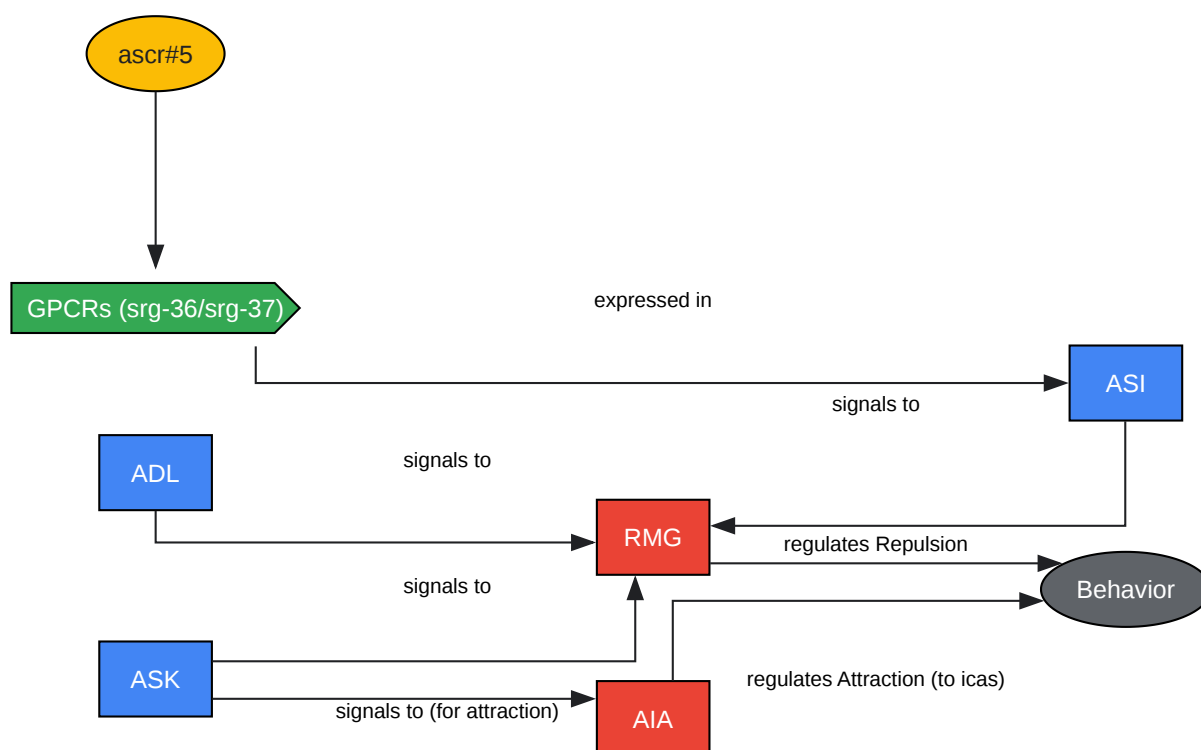 ascr#5
expressed in
GPCRs (srg-36/srg-37)
ASI
signals to
signals to
ADL
RMG
regulates Repulsion
signals to
Behavior
ASK
regulates Attraction (to icas)
signals to (for attraction)
AIA